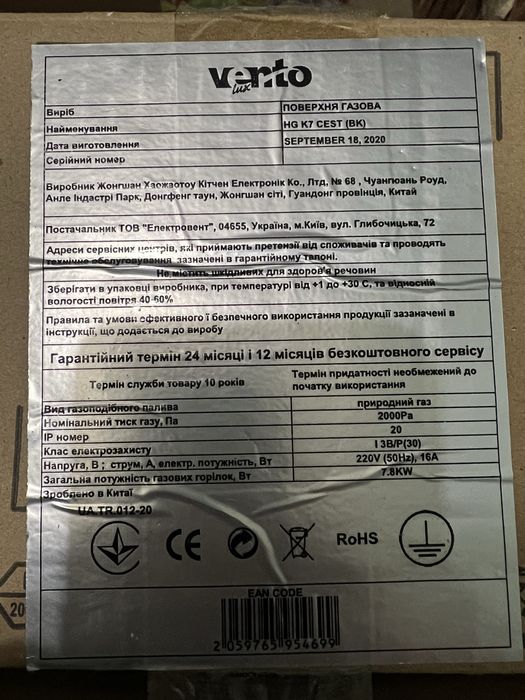 vento
lux
Виріб ПОВЕРХНЯ ГАЗОВА
Найменування HG K7 CEST (BK)
Дата виготовлення SEPTEMBER 18, 2020
Серійний номер
Виробник Жонгшан Хаожаотоу Кітчен Електронік Ко., Лтд, № 68 , Чуангюань Роуд,
Анле Індастрі Парк, Донгфенг таун, Жонгшан сіті, Гуандонг провінція, Китай
Постачальник ТОВ "Електровент", 04655, Україна, м.Київ, вул. Глибочицька, 72
Адреси сервісних центрів, які приймають претензії від споживачів та проводять
технічне обслуговування зазначені в гарантійному талоні.
Не містить шкідливих для здоров'я речовин
Зберігати в упаковці виробника, при температурі від +1 до +30 С, та відносній
вологості повітря 40-60%
Правила та умови ефективного ї безпечного використання продукції зазначені в
інструкції, що додається до виробу
Гарантійний термін 24 місяці і 12 місяців безкоштовного сервісу
Термін служби товару 10 років
Термін придатності необмежений до
початку використання
Вид газоподібного палива природний газ
Номінальний тиск газу, Па 2000Pa
IP номер 20
Клас електрозахисту I 3B/P(30)
Напруга, В ; струм, А, електр. потужність, Вт 220V (50Hz), 16A
Загальна потужність газових горілок, Вт 7.8KW
Зроблено в Китаї
UA.TR.012-20
CE RoHS
20
EAN CODE
2 059765 954699